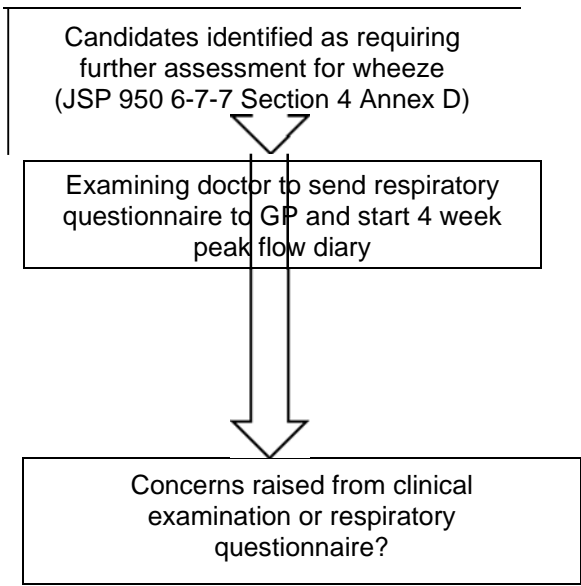 Candidates identified as requiring
further assessment for wheeze
(JSP 950 6-7-7 Section 4 Annex D)
Examining doctor to send respiratory
questionnaire to GP and start 4 week
peak flow diary
Concerns raised from clinical
examination or respiratory
questionnaire?